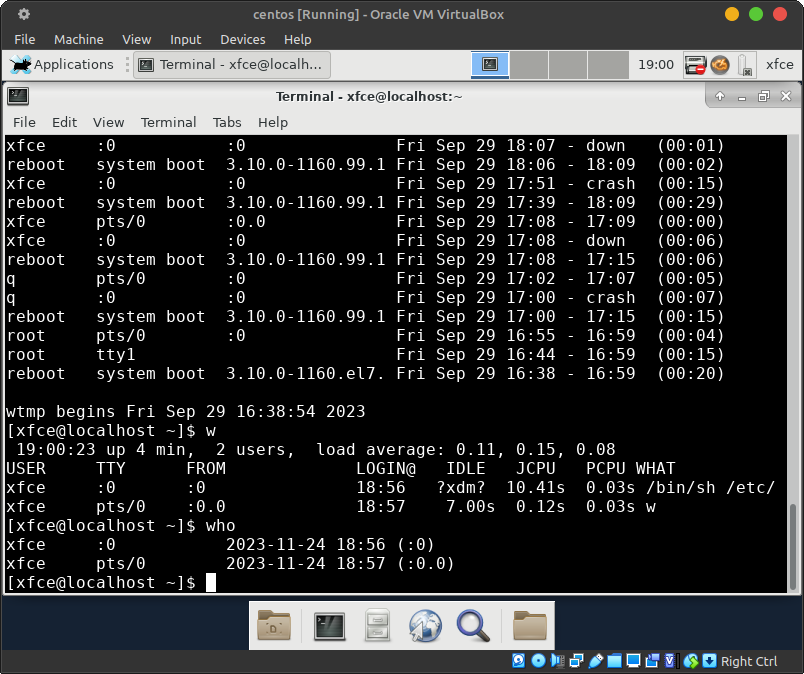 centos [Running] - Oracle VM VirtualBox
File Machine View Input Devices Help
Applications Terminal - xfce@localh... 19:00 xfce
Terminal - xfce@localhost:~
File Edit View Terminal Tabs Help
xfce     :0           :0               Fri Sep 29 18:07 - down   (00:01)
reboot   system boot  3.10.0-1160.99.1 Fri Sep 29 18:06 - 18:09  (00:02)
xfce     :0           :0               Fri Sep 29 17:51 - crash  (00:15)
reboot   system boot  3.10.0-1160.99.1 Fri Sep 29 17:39 - 18:09  (00:29)
xfce     pts/0        :0.0             Fri Sep 29 17:08 - 17:09  (00:00)
xfce     :0           :0               Fri Sep 29 17:08 - down   (00:06)
reboot   system boot  3.10.0-1160.99.1 Fri Sep 29 17:08 - 17:15  (00:06)
q        pts/0        :0               Fri Sep 29 17:02 - 17:07  (00:05)
q        :0           :0               Fri Sep 29 17:00 - crash  (00:07)
reboot   system boot  3.10.0-1160.99.1 Fri Sep 29 17:00 - 17:15  (00:15)
root     pts/0        :0               Fri Sep 29 16:55 - 16:59  (00:04)
root     tty1                          Fri Sep 29 16:44 - 16:59  (00:15)
reboot   system boot  3.10.0-1160.el7. Fri Sep 29 16:38 - 16:59  (00:20)
wtmp begins Fri Sep 29 16:38:54 2023
[xfce@localhost ~]$ w
 19:00:23 up 4 min,  2 users,  load average: 0.11, 0.15, 0.08
USER     TTY      FROM             LOGIN@   IDLE   JCPU   PCPU WHAT
xfce     :0       :0               18:56   ?xdm?  10.41s  0.03s /bin/sh /etc/
xfce     pts/0    :0.0             18:57    7.00s  0.12s  0.03s w
[xfce@localhost ~]$ who
xfce     :0           2023-11-24 18:56 (:0)
xfce     pts/0        2023-11-24 18:57 (:0.0)
[xfce@localhost ~]$
Right Ctrl